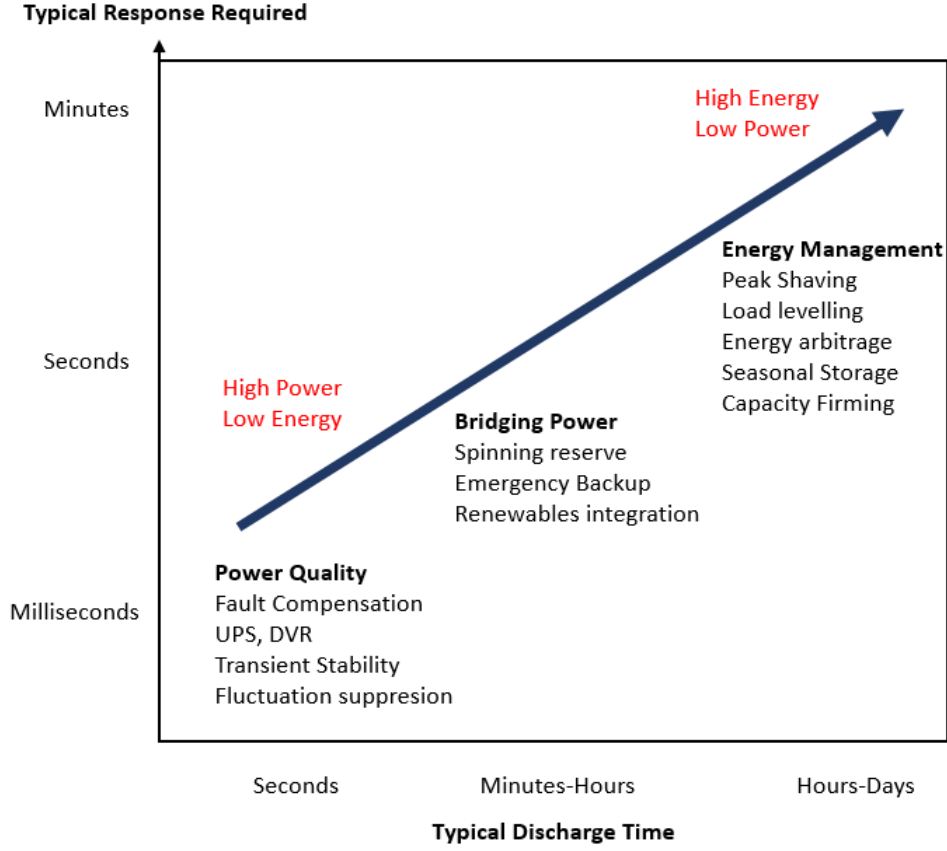 Typical Response Required
Minutes
High Energy
Low Power
Energy Management
Peak Shaving
Load levelling
Energy arbitrage
Seasonal Storage
Capacity Firming
Seconds
High Power
Low Energy
Bridging Power
Spinning reserve
Emergency Backup
Renewables integration
Power Quality
Fault Compensation
UPS, DVR
Transient Stability
Fluctuation suppresion
Milliseconds
Seconds
Minutes-Hours
Hours-Days
Typical Discharge Time